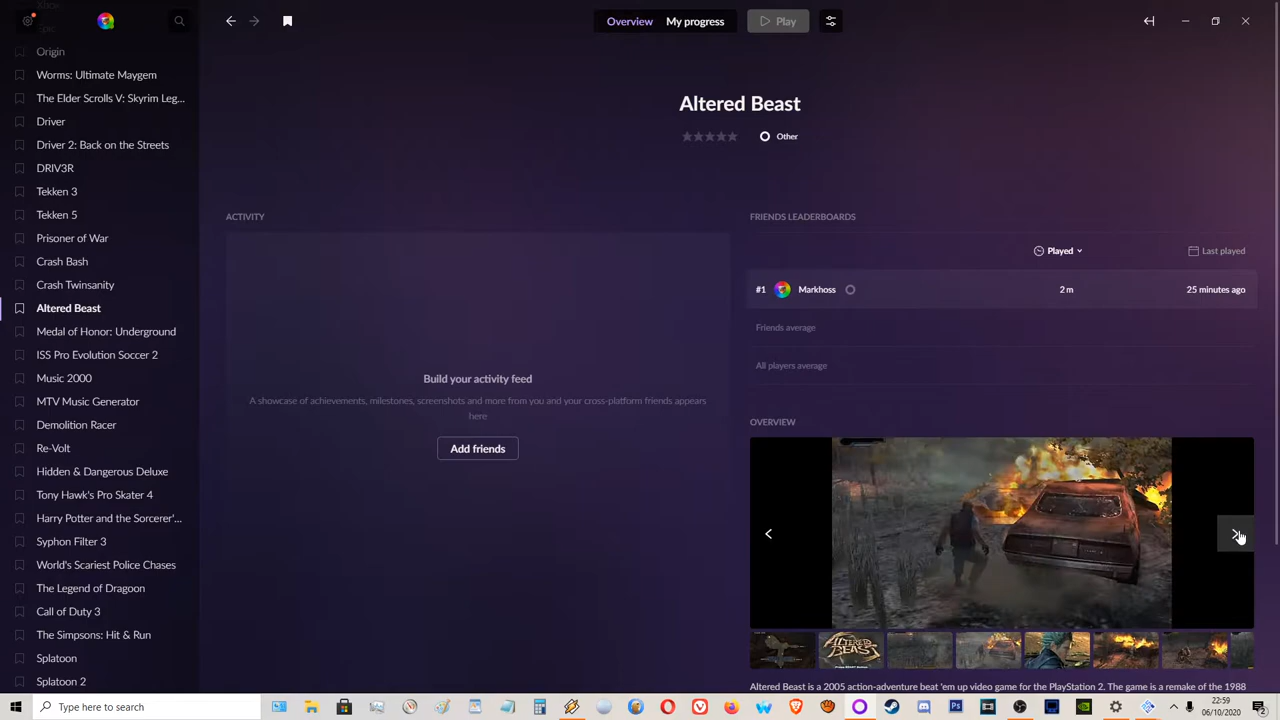 Xbox
Epic
Origin
Worms: Ultimate Mayhem
The Elder Scrolls V: Skyrim Leg...
Driver
Driver 2: Back on the Streets
DRIV3R
Tekken 3
Tekken 5
Prisoner of War
Crash Bash
Crash Twinsanity
Altered Beast
Medal of Honor: Underground
ISS Pro Evolution Soccer 2
Music 2000
MTV Music Generator
Demolition Racer
Re-Volt
Hidden & Dangerous Deluxe
Tony Hawk's Pro Skater 4
Harry Potter and the Sorcerer'...
Syphon Filter 3
World's Scariest Police Chases
The Legend of Dragoon
Call of Duty 3
The Simpsons: Hit & Run
Splatoon
Splatoon 2
Overview My progress Play
Altered Beast
Other
ACTIVITY
Build your activity feed
A showcase of achievements, milestones, screenshots and more from you and your cross-platform friends appears
here
Add friends
FRIENDS LEADERBOARDS
Played Last played
#1 Markhoss 2 m 25 minutes ago
Friends average
All players average
OVERVIEW
ALTERED BEAST
Altered Beast is a 2005 action-adventure beat 'em up video game for the PlayStation 2. The game is a remake of the 1988
Type here to search
22:59
06/10/2020
2